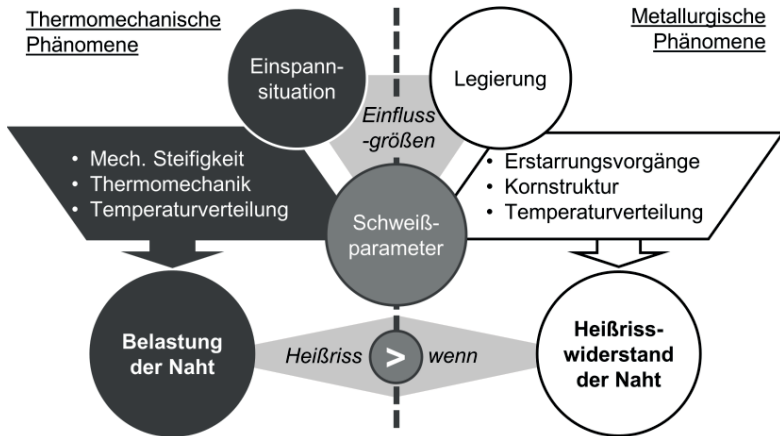 Thermomechanische
Phänomene
Metallurgische
Phänomene
Einspann-
situation
Legierung
Einfluss
-größen
• Mech. Steifigkeit
• Thermomechanik
• Temperaturverteilung
• Erstarrungsvorgänge
• Kornstruktur
• Temperaturverteilung
Schweiß-
parameter
Belastung
der Naht
Heißriss > wenn
Heißriss-
widerstand
der Naht